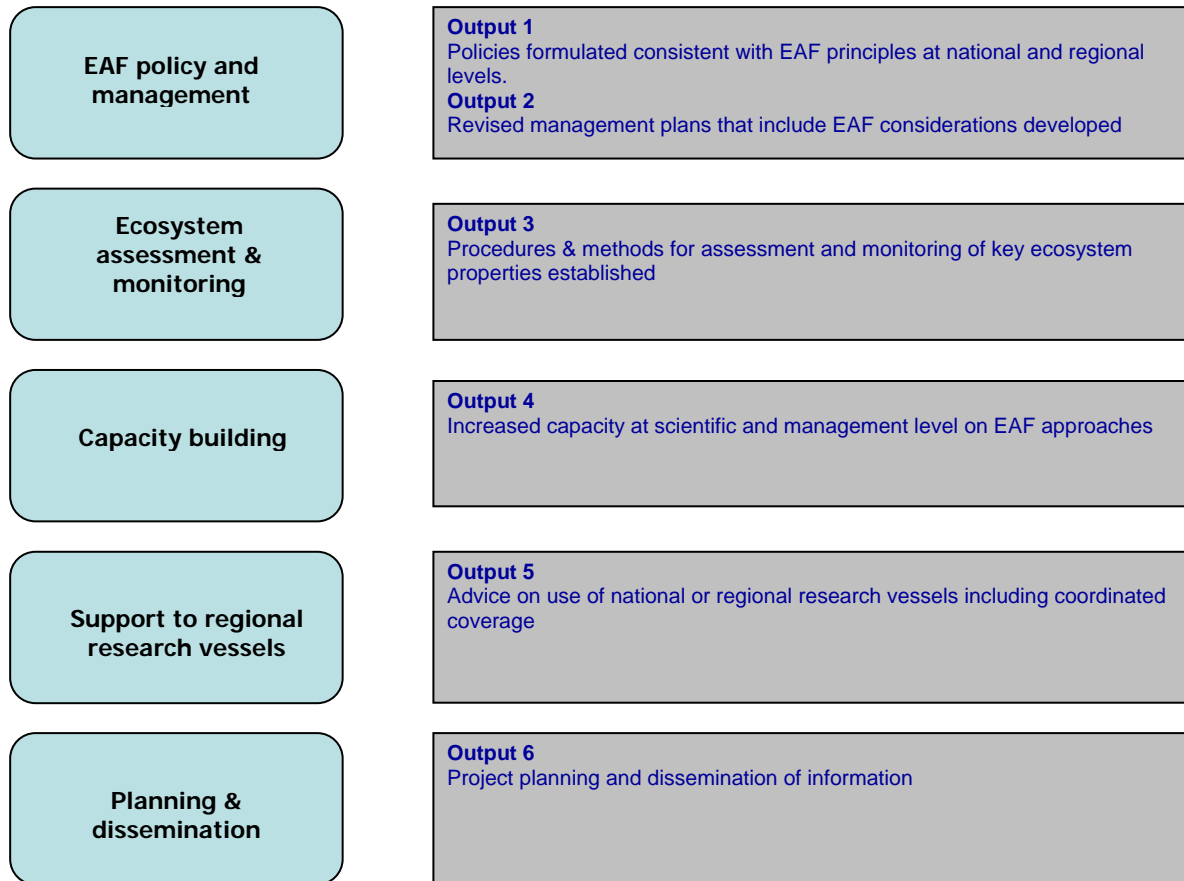 EAF policy and
management
Output 1
Policies formulated consistent with EAF principles at national and regional
levels.
Output 2
Revised management plans that include EAF considerations developed
Ecosystem
assessment &
monitoring
Output 3
Procedures & methods for assessment and monitoring of key ecosystem
properties established
Capacity building
Output 4
Increased capacity at scientific and management level on EAF approaches
Support to regional
research vessels
Output 5
Advice on use of national or regional research vessels including coordinated
coverage
Planning &
dissemination
Output 6
Project planning and dissemination of information